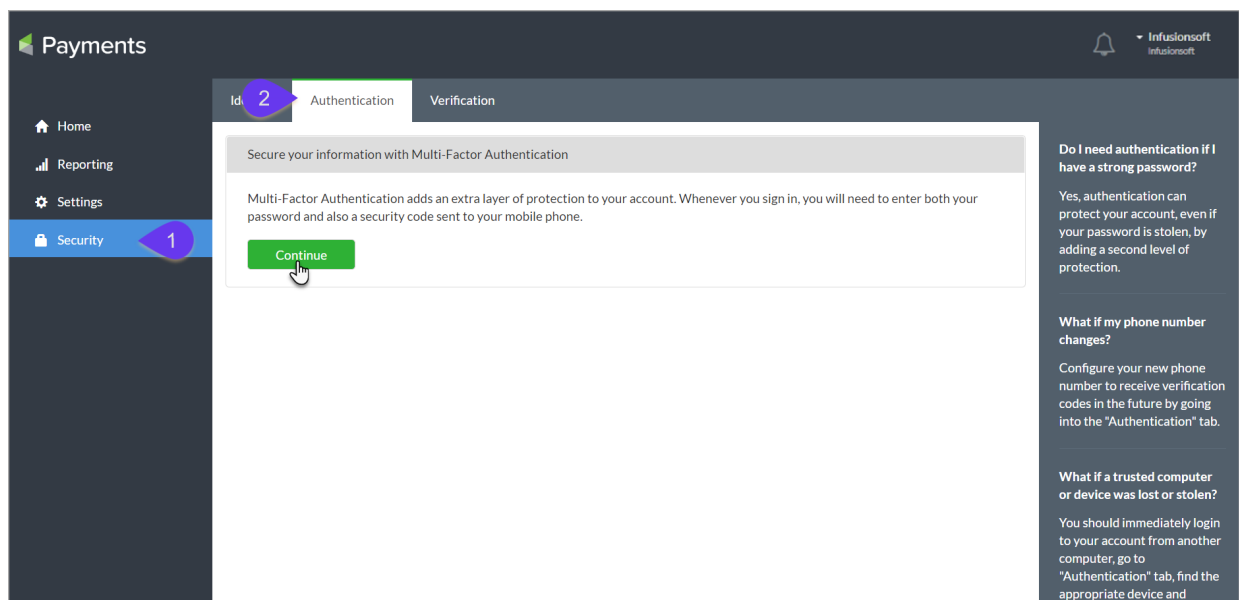 Payments
Infusionsoft
Infusionsoft
2
Authentication
Verification
Home
Reporting
Settings
Security
1
Secure your information with Multi-Factor Authentication
Multi-Factor Authentication adds an extra layer of protection to your account. Whenever you sign in, you will need to enter both your
password and also a security code sent to your mobile phone.
Continue
Do I need authentication if I
have a strong password?
Yes, authentication can
protect your account, even if
your password is stolen, by
adding a second level of
protection.
What if my phone number
changes?
Configure your new phone
number to receive verification
codes in the future by going
into the "Authentication" tab.
What if a trusted computer
or device was lost or stolen?
You should immediately login
to your account from another
computer, go to
"Authentication" tab, find the
appropriate device and